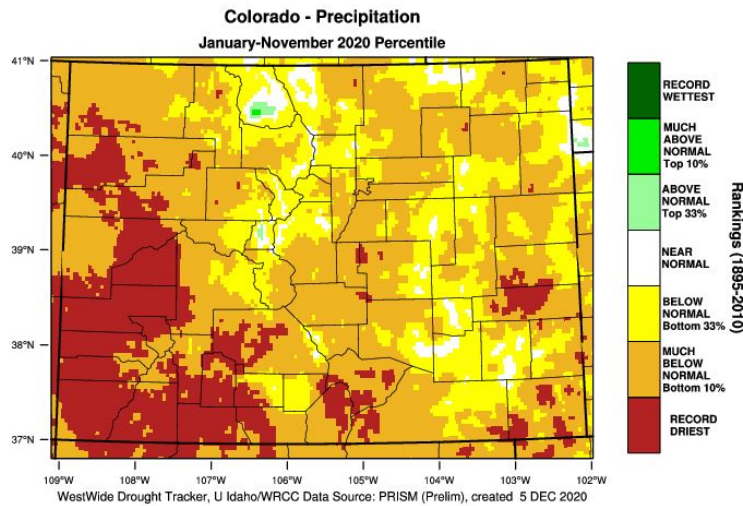 Colorado - Precipitation
January-November 2020 Percentile
41°N
40°N
39°N
38°N
37°N
109°W
108°W
107°W
106°W
105°W
104°W
103°W
102°W
RECORD
WETTEST
MUCH
ABOVE
NORMAL
Top 10%
ABOVE
NORMAL
Top 33%
NEAR
NORMAL
BELOW
NORMAL
Bottom 33%
MUCH
BELOW
NORMAL
Bottom 10%
RECORD
DRIEST
Rankings (1895-2010)
WestWide Drought Tracker, U Idaho/WRCC Data Source: PRISM (Prelim), created 5 DEC 2020